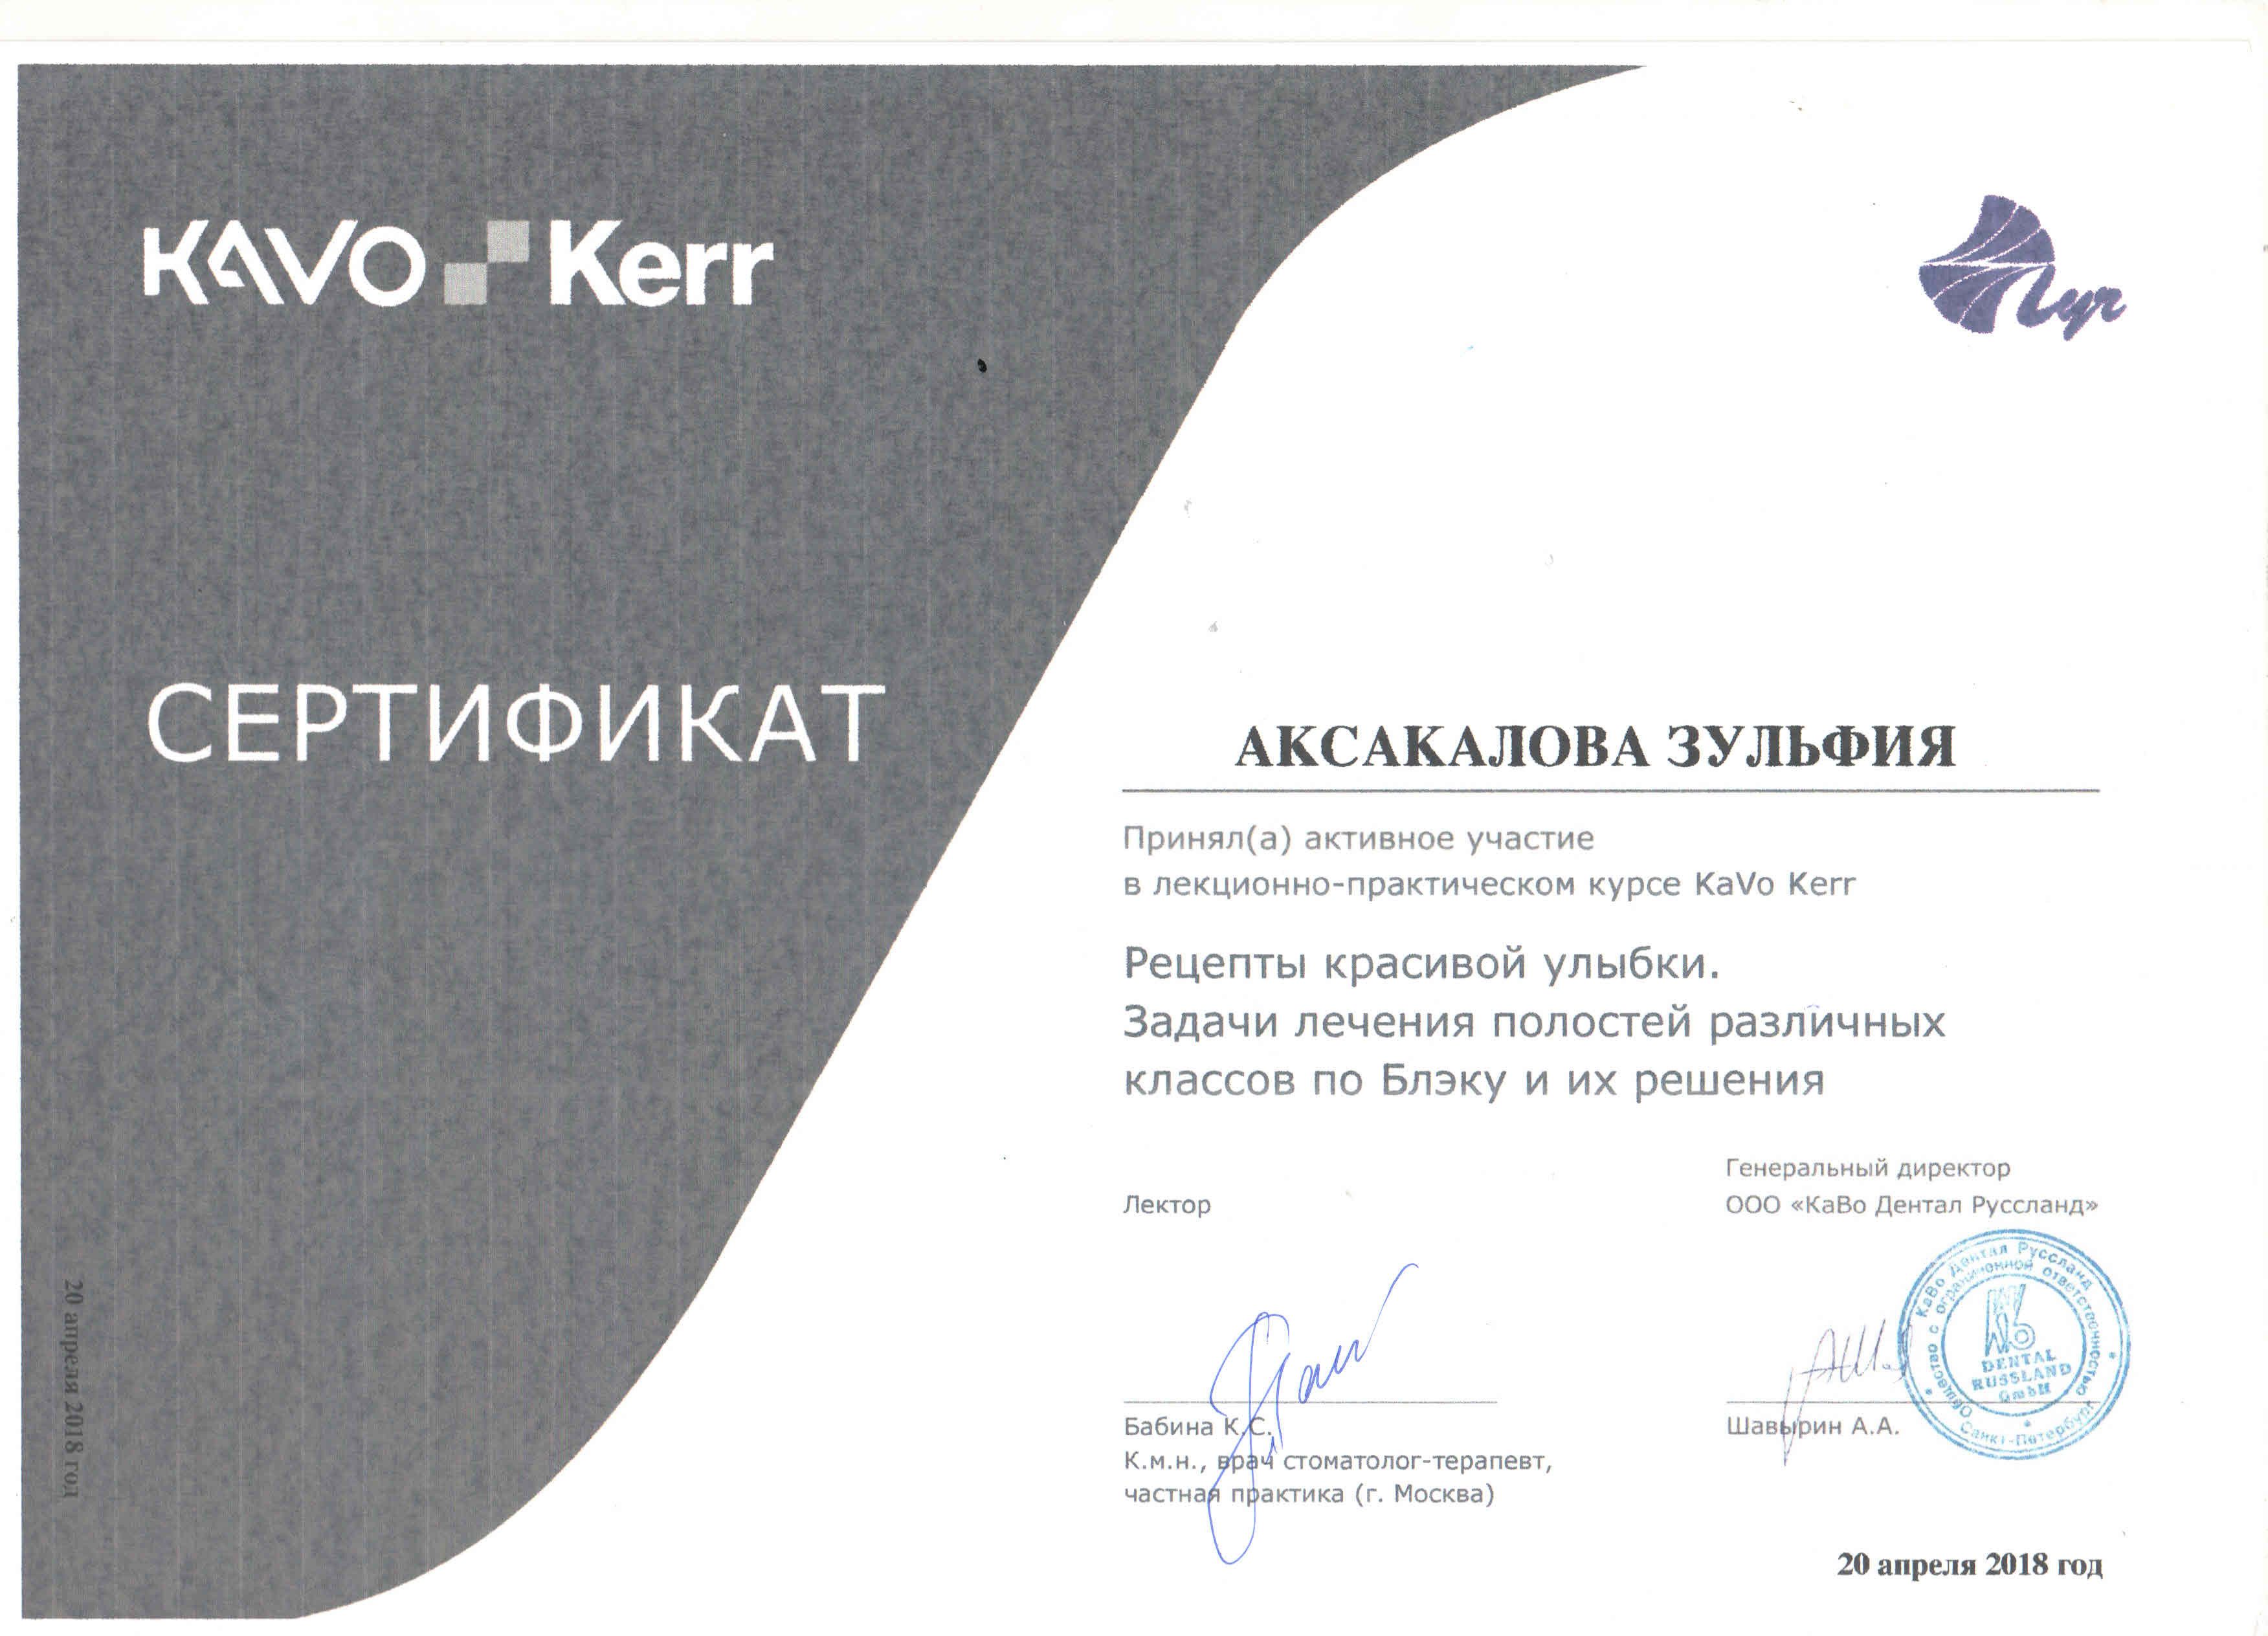 KAVO Kerr
Луч
СЕРТИФИКАТ
АКСАКАЛОВА ЗУЛЬФИЯ
Принял(а) активное участие
в лекционно-практическом курсе KaVo Kerr
Рецепты красивой улыбки.
Задачи лечения полостей различных
классов по Блэку и их решения
Лектор
Генеральный директор
ООО «КаВо Дентал Руссланд»
Бабина К.С.
К.м.н., врач стоматолог-терапевт,
частная практика (г. Москва)
Шавырин А.А.
КаВо Дентал Руссланд
Общество с ограниченной ответственностью
Санкт-Петербург
KAVO
DENTAL
RUSSLAND
GmbH
20 апреля 2018 год
20 апреля 2018 год